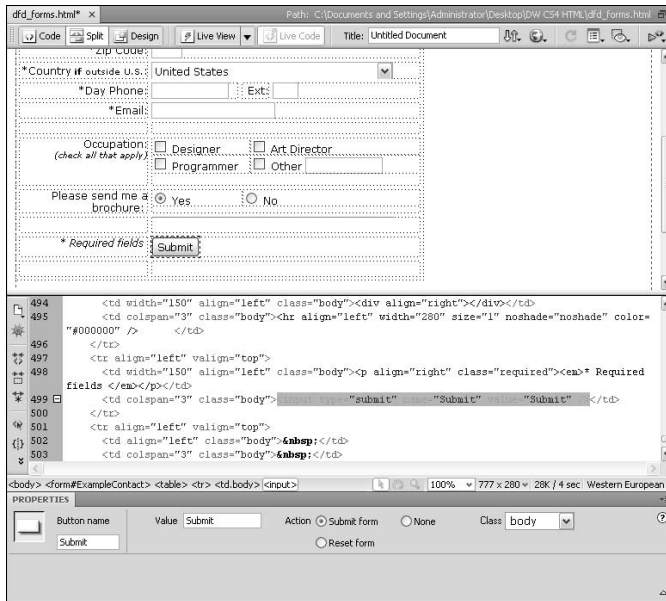 dfd_forms.html* ×
Path: C:\Documents and Settings\Administrator\Desktop\DW CS4 HTML\dfd_forms.html
Code Split Design Live View Live Code Title: Untitled Document
*Zip Code:
*Country if outside U.S.: United States
*Day Phone: Ext:
*Email:
Occupation: Designer Art Director
(check all that apply) Programmer Other
Please send me a brochure: Yes No
* Required fields Submit
494 <td width="150" align="left" class="body"><div align="right"></div></td>
495 <td colspan="3" class="body"><hr align="left" width="280" size="1" noshade="noshade" color=
"#000000" /> </td>
496 </tr>
497 <tr align="left" valign="top">
498 <td width="150" align="left" class="body"><p align="right" class="required"><em>* Required
fields </em></p></td>
499 <td colspan="3" class="body"><input type="submit" name="Submit" value="Submit" /></td>
500 </tr>
501 <tr align="left" valign="top">
502 <td align="left" class="body">&nbsp;</td>
503 <td colspan="3" class="body">&nbsp;</td>
<body> <form#ExampleContact> <table> <tr> <td.body> <input> 100% 777 x 280 28K / 4 sec Western European
PROPERTIES
Button name Value Submit Action Submit form None Class body
Submit Reset form